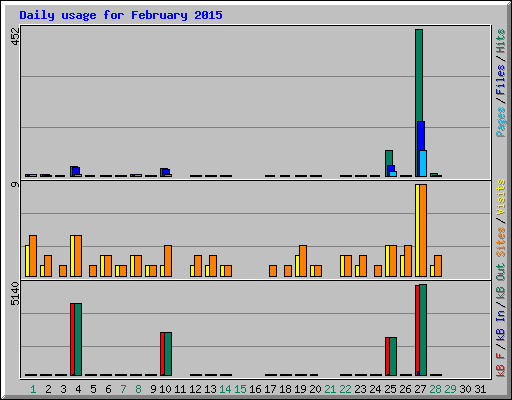 Daily usage for February 2015
452
Pages / Files / Hits
9
Sites / Visits
5140
kB F / kB In / kB Out
1 2 3 4 5 6 7 8 9 10 11 12 13 14 15 16 17 18 19 20 21 22 23 24 25 26 27 28 29 30 31